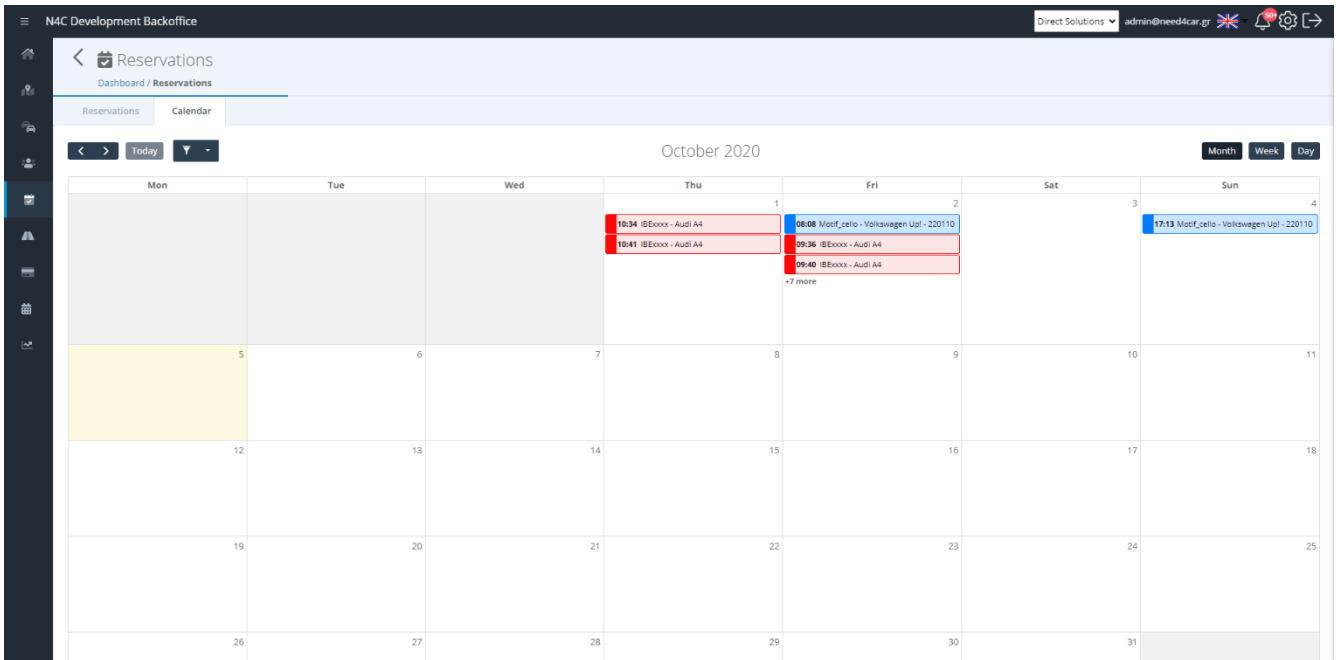 N4C Development Backoffice
Direct Solutions
admin@need4car.gr
50+
Reservations
Dashboard / Reservations
Reservations
Calendar
Today
October 2020
Month
Week
Day
Mon Tue Wed Thu Fri Sat Sun
1 2 3 4
10:34 IBExxxx - Audi A4
10:41 IBExxxx - Audi A4
08:08 Motif_cello - Volkswagen Up! - 220110
09:36 IBExxxx - Audi A4
09:40 IBExxxx - Audi A4
+7 more
17:13 Motif_cello - Volkswagen Up! - 220110
5 6 7 8 9 10 11
12 13 14 15 16 17 18
19 20 21 22 23 24 25
26 27 28 29 30 31